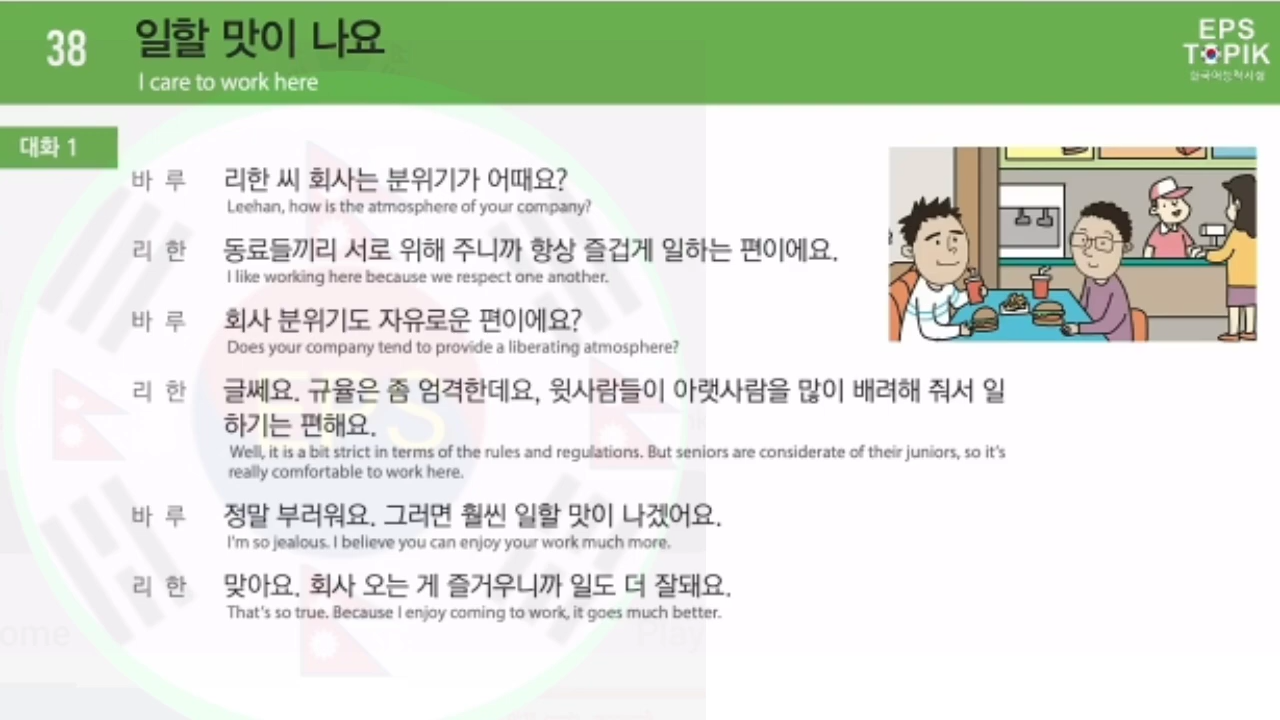 38
일할 맛이 나요
I care to work here
EPS
TOPIK
한국어능력시험
대화 1
바 루 리한 씨 회사는 분위기가 어때요?
Leehan, how is the atmosphere of your company?
리 한 동료들끼리 서로 위해 주니까 항상 즐겁게 일하는 편이에요.
I like working here because we respect one another.
바 루 회사 분위기도 자유로운 편이에요?
Does your company tend to provide a liberating atmosphere?
리 한 글쎄요. 규율은 좀 엄격한데요, 윗사람들이 아랫사람을 많이 배려해 줘서 일
하기는 편해요.
Well, it is a bit strict in terms of the rules and regulations. But seniors are considerate of their juniors, so it's
really comfortable to work here.
바 루 정말 부러워요. 그러면 훨씬 일할 맛이 나겠어요.
I'm so jealous. I believe you can enjoy your work much more.
리 한 맞아요. 회사 오는 게 즐거우니까 일도 더 잘돼요.
That's so true. Because I enjoy coming to work, it goes much better.
EPS
ome
Play